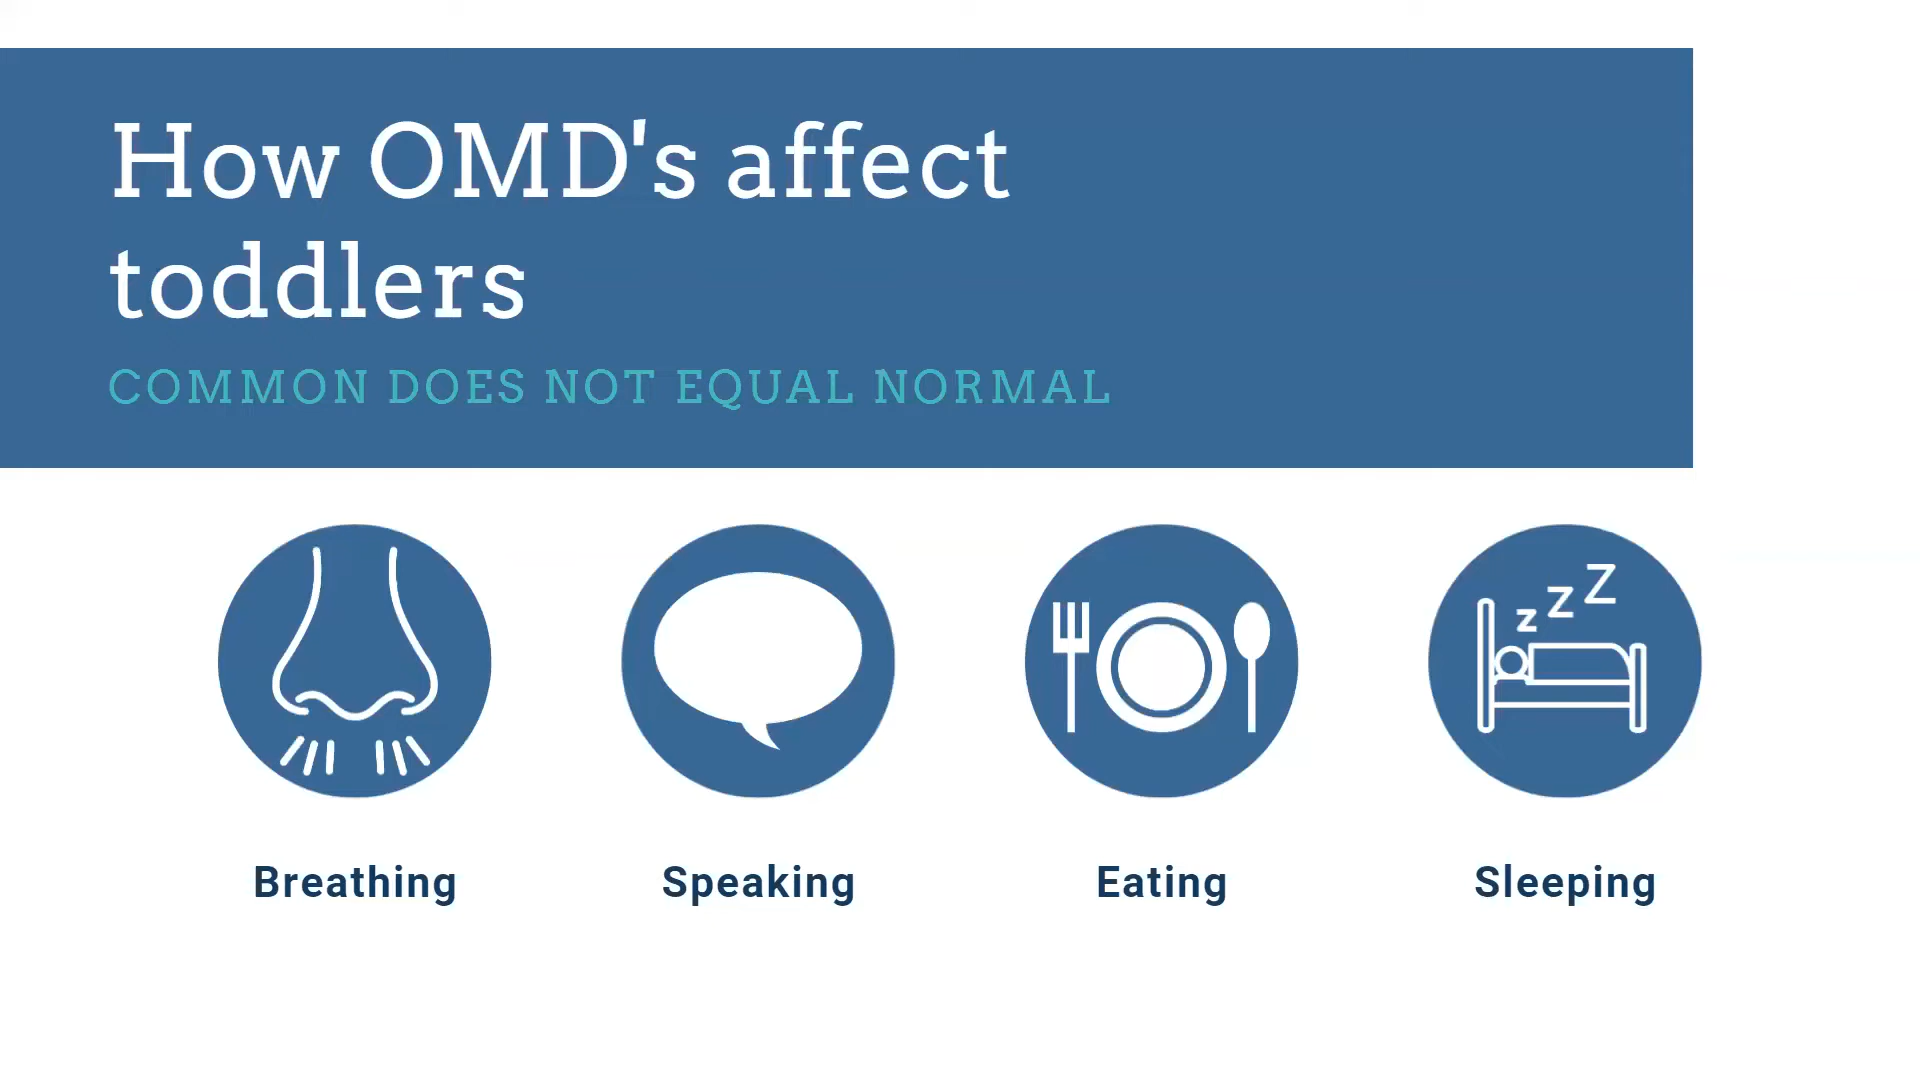 How OMD's affect
toddlers
COMMON DOES NOT EQUAL NORMAL
z z Z
Breathing
Speaking
Eating
Sleeping